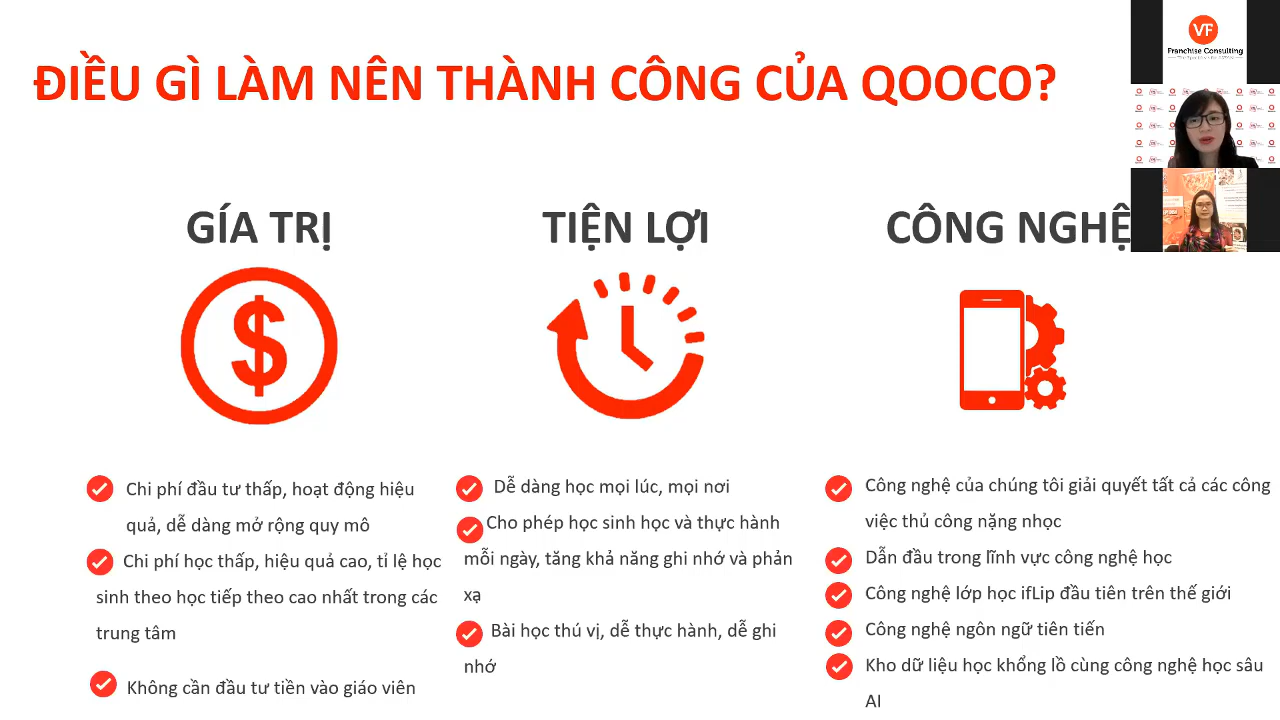 ĐIỀU GÌ LÀM NÊN THÀNH CÔNG CỦA QOOCO?
VF
Franchise Consulting
GÍA TRỊ
TIỆN LỢI
CÔNG NGHỆ
Chi phí đầu tư thấp, hoạt động hiệu
quả, dễ dàng mở rộng quy mô
Chi phí học thấp, hiệu quả cao, tỉ lệ học
sinh theo học tiếp theo cao nhất trong các
trung tâm
Không cần đầu tư tiền vào giáo viên
Dễ dàng học mọi lúc, mọi nơi
Cho phép học sinh học và thực hành
mỗi ngày, tăng khả năng ghi nhớ và phản
xạ
Bài học thú vị, dễ thực hành, dễ ghi
nhớ
Công nghệ của chúng tôi giải quyết tất cả các công
việc thủ công nặng nhọc
Dẫn đầu trong lĩnh vực công nghệ học
Công nghệ lớp học ifLip đầu tiên trên thế giới
Công nghệ ngôn ngữ tiên tiến
Kho dữ liệu học khổng lồ cùng công nghệ học sâu
AI